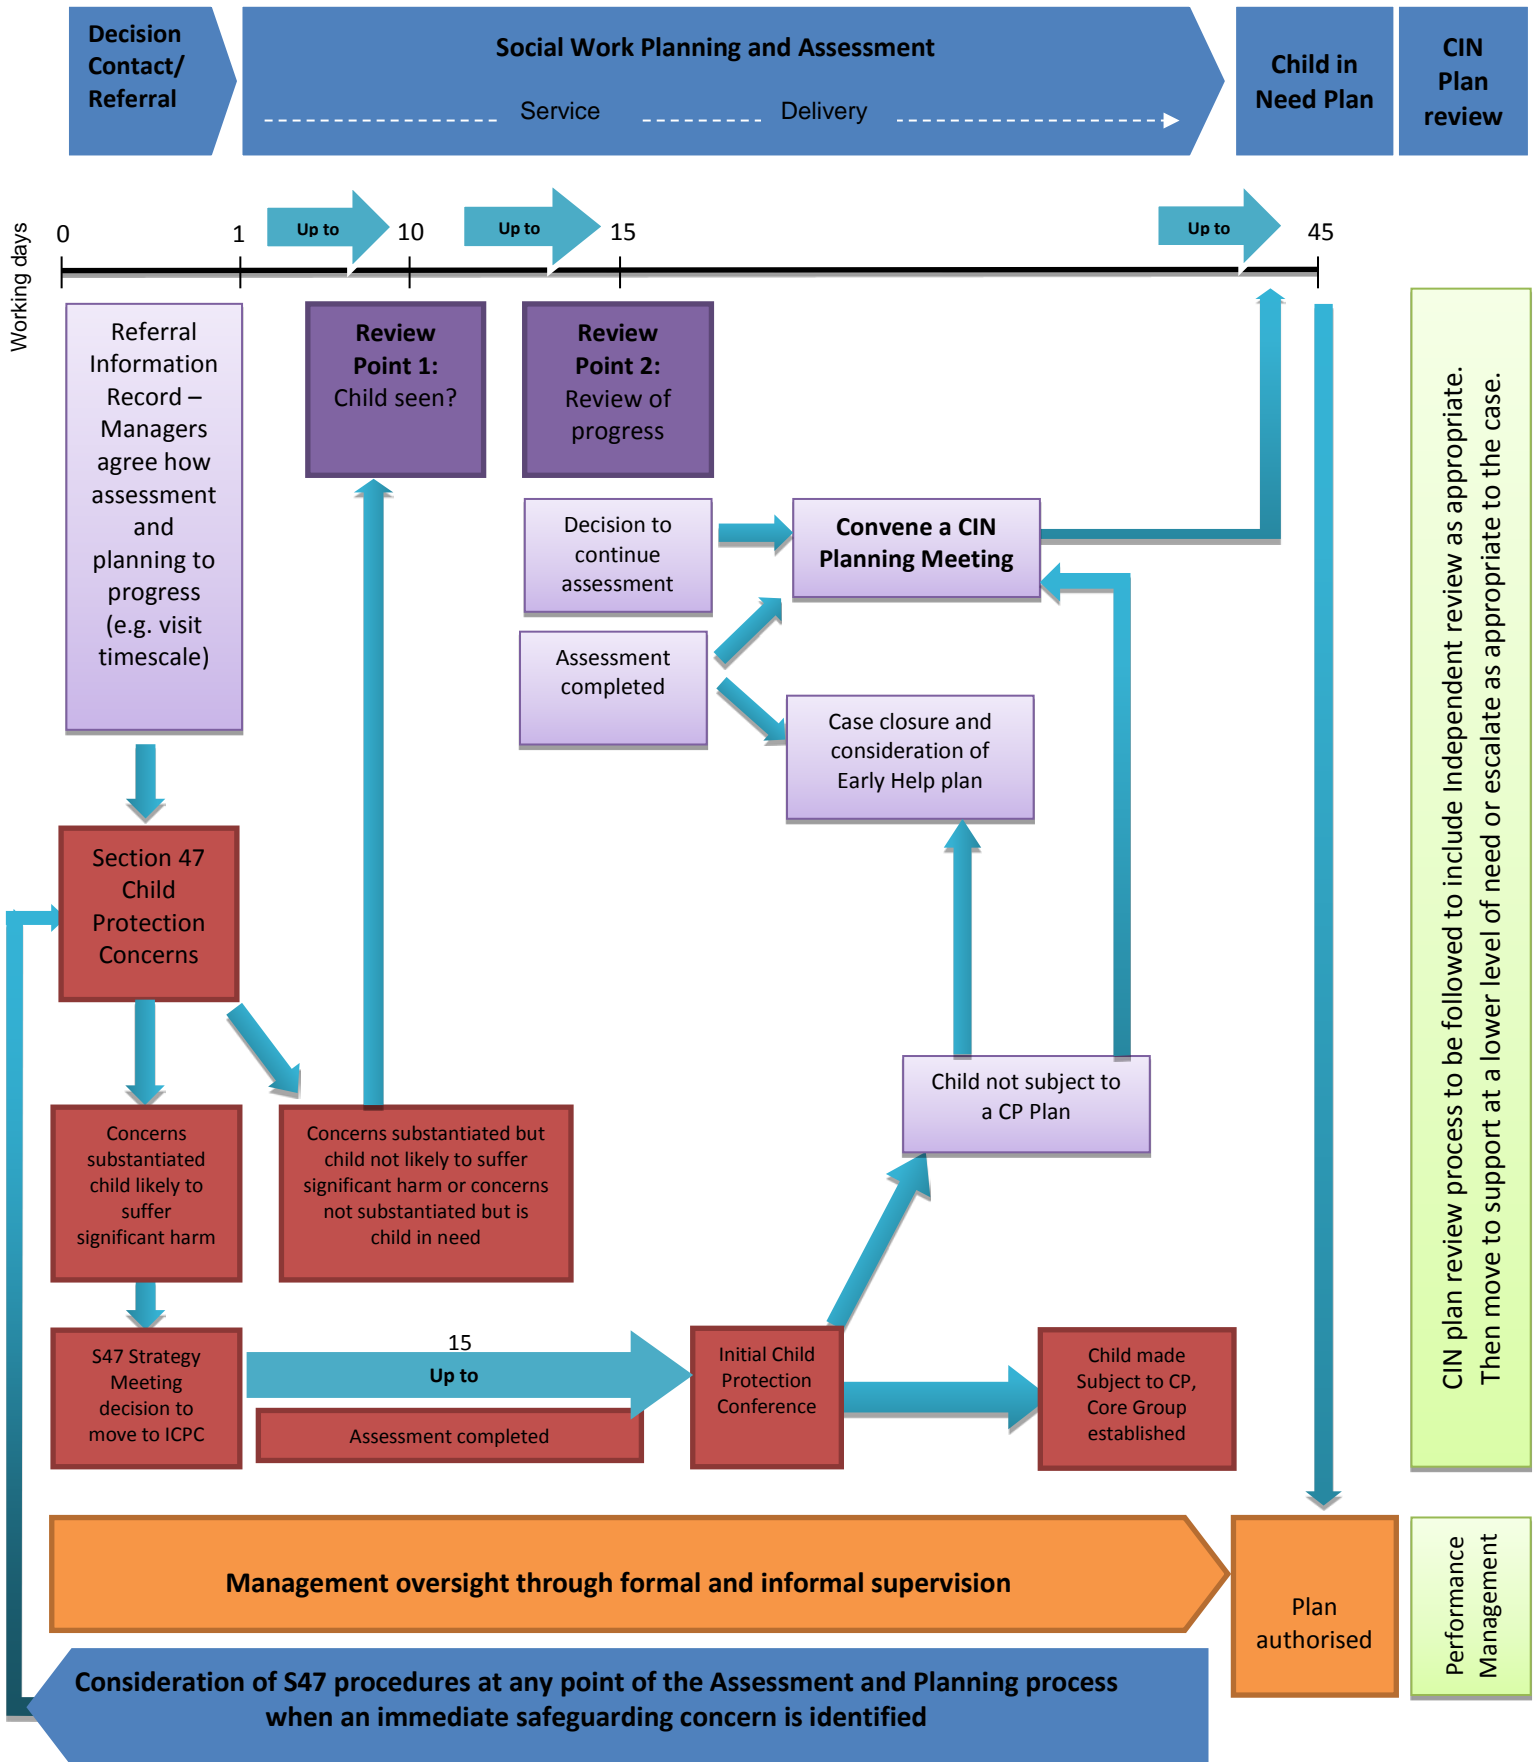 Decision
Contact/
Referral
Social Work Planning and Assessment
Service Delivery
Child in
Need Plan
CIN
Plan
review
Working days
0
1
Up to
10
Up to
15
Up to
45
Referral
Information
Record –
Managers
agree how
assessment
and
planning to
progress
(e.g. visit
timescale)
Review
Point 1:
Child seen?
Review
Point 2:
Review of
progress
Decision to
continue
assessment
Convene a CIN
Planning Meeting
Assessment
completed
Case closure and
consideration of
Early Help plan
Section 47
Child
Protection
Concerns
Child not subject to
a CP Plan
Concerns
substantiated
child likely to
suffer
significant harm
Concerns substantiated but
child not likely to suffer
significant harm or concerns
not substantiated but is
child in need
S47 Strategy
Meeting
decision to
move to ICPC
15
Up to
Assessment completed
Initial Child
Protection
Conference
Child made
Subject to CP,
Core Group
established
CIN plan review process to be followed to include Independent review as appropriate.
Then move to support at a lower level of need or escalate as appropriate to the case.
Management oversight through formal and informal supervision
Plan
authorised
Performance
Management
Consideration of S47 procedures at any point of the Assessment and Planning process
when an immediate safeguarding concern is identified